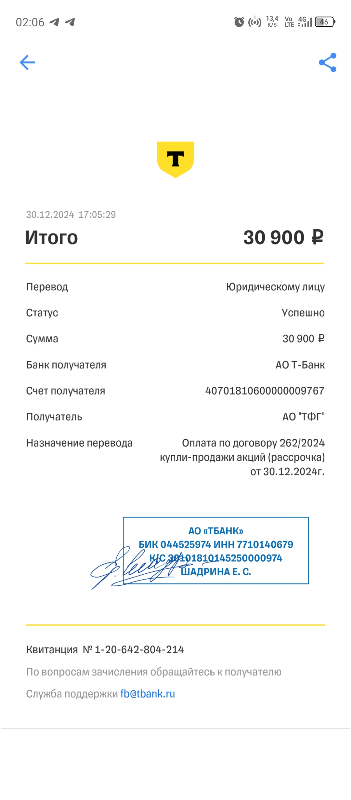 02:06
13,4 К/S Vo LTE 4G 46
Т
30.12.2024 17:05:29
Итого 30 900 ₽
Перевод Юридическому лицу
Статус Успешно
Сумма 30 900 ₽
Банк получателя АО Т-Банк
Счет получателя 40701810600000009767
Получатель АО "ТФГ"
Назначение перевода Оплата по договору 262/2024
купли-продажи акций (рассрочка)
от 30.12.2024г.
АО «ТБАНК»
БИК 044525974 ИНН 7710140679
К/С 30101810145250000974
ШАДРИНА Е. С.
Квитанция № 1-20-642-804-214
По вопросам зачисления обращайтесь к получателю
Служба поддержки fb@tbank.ru